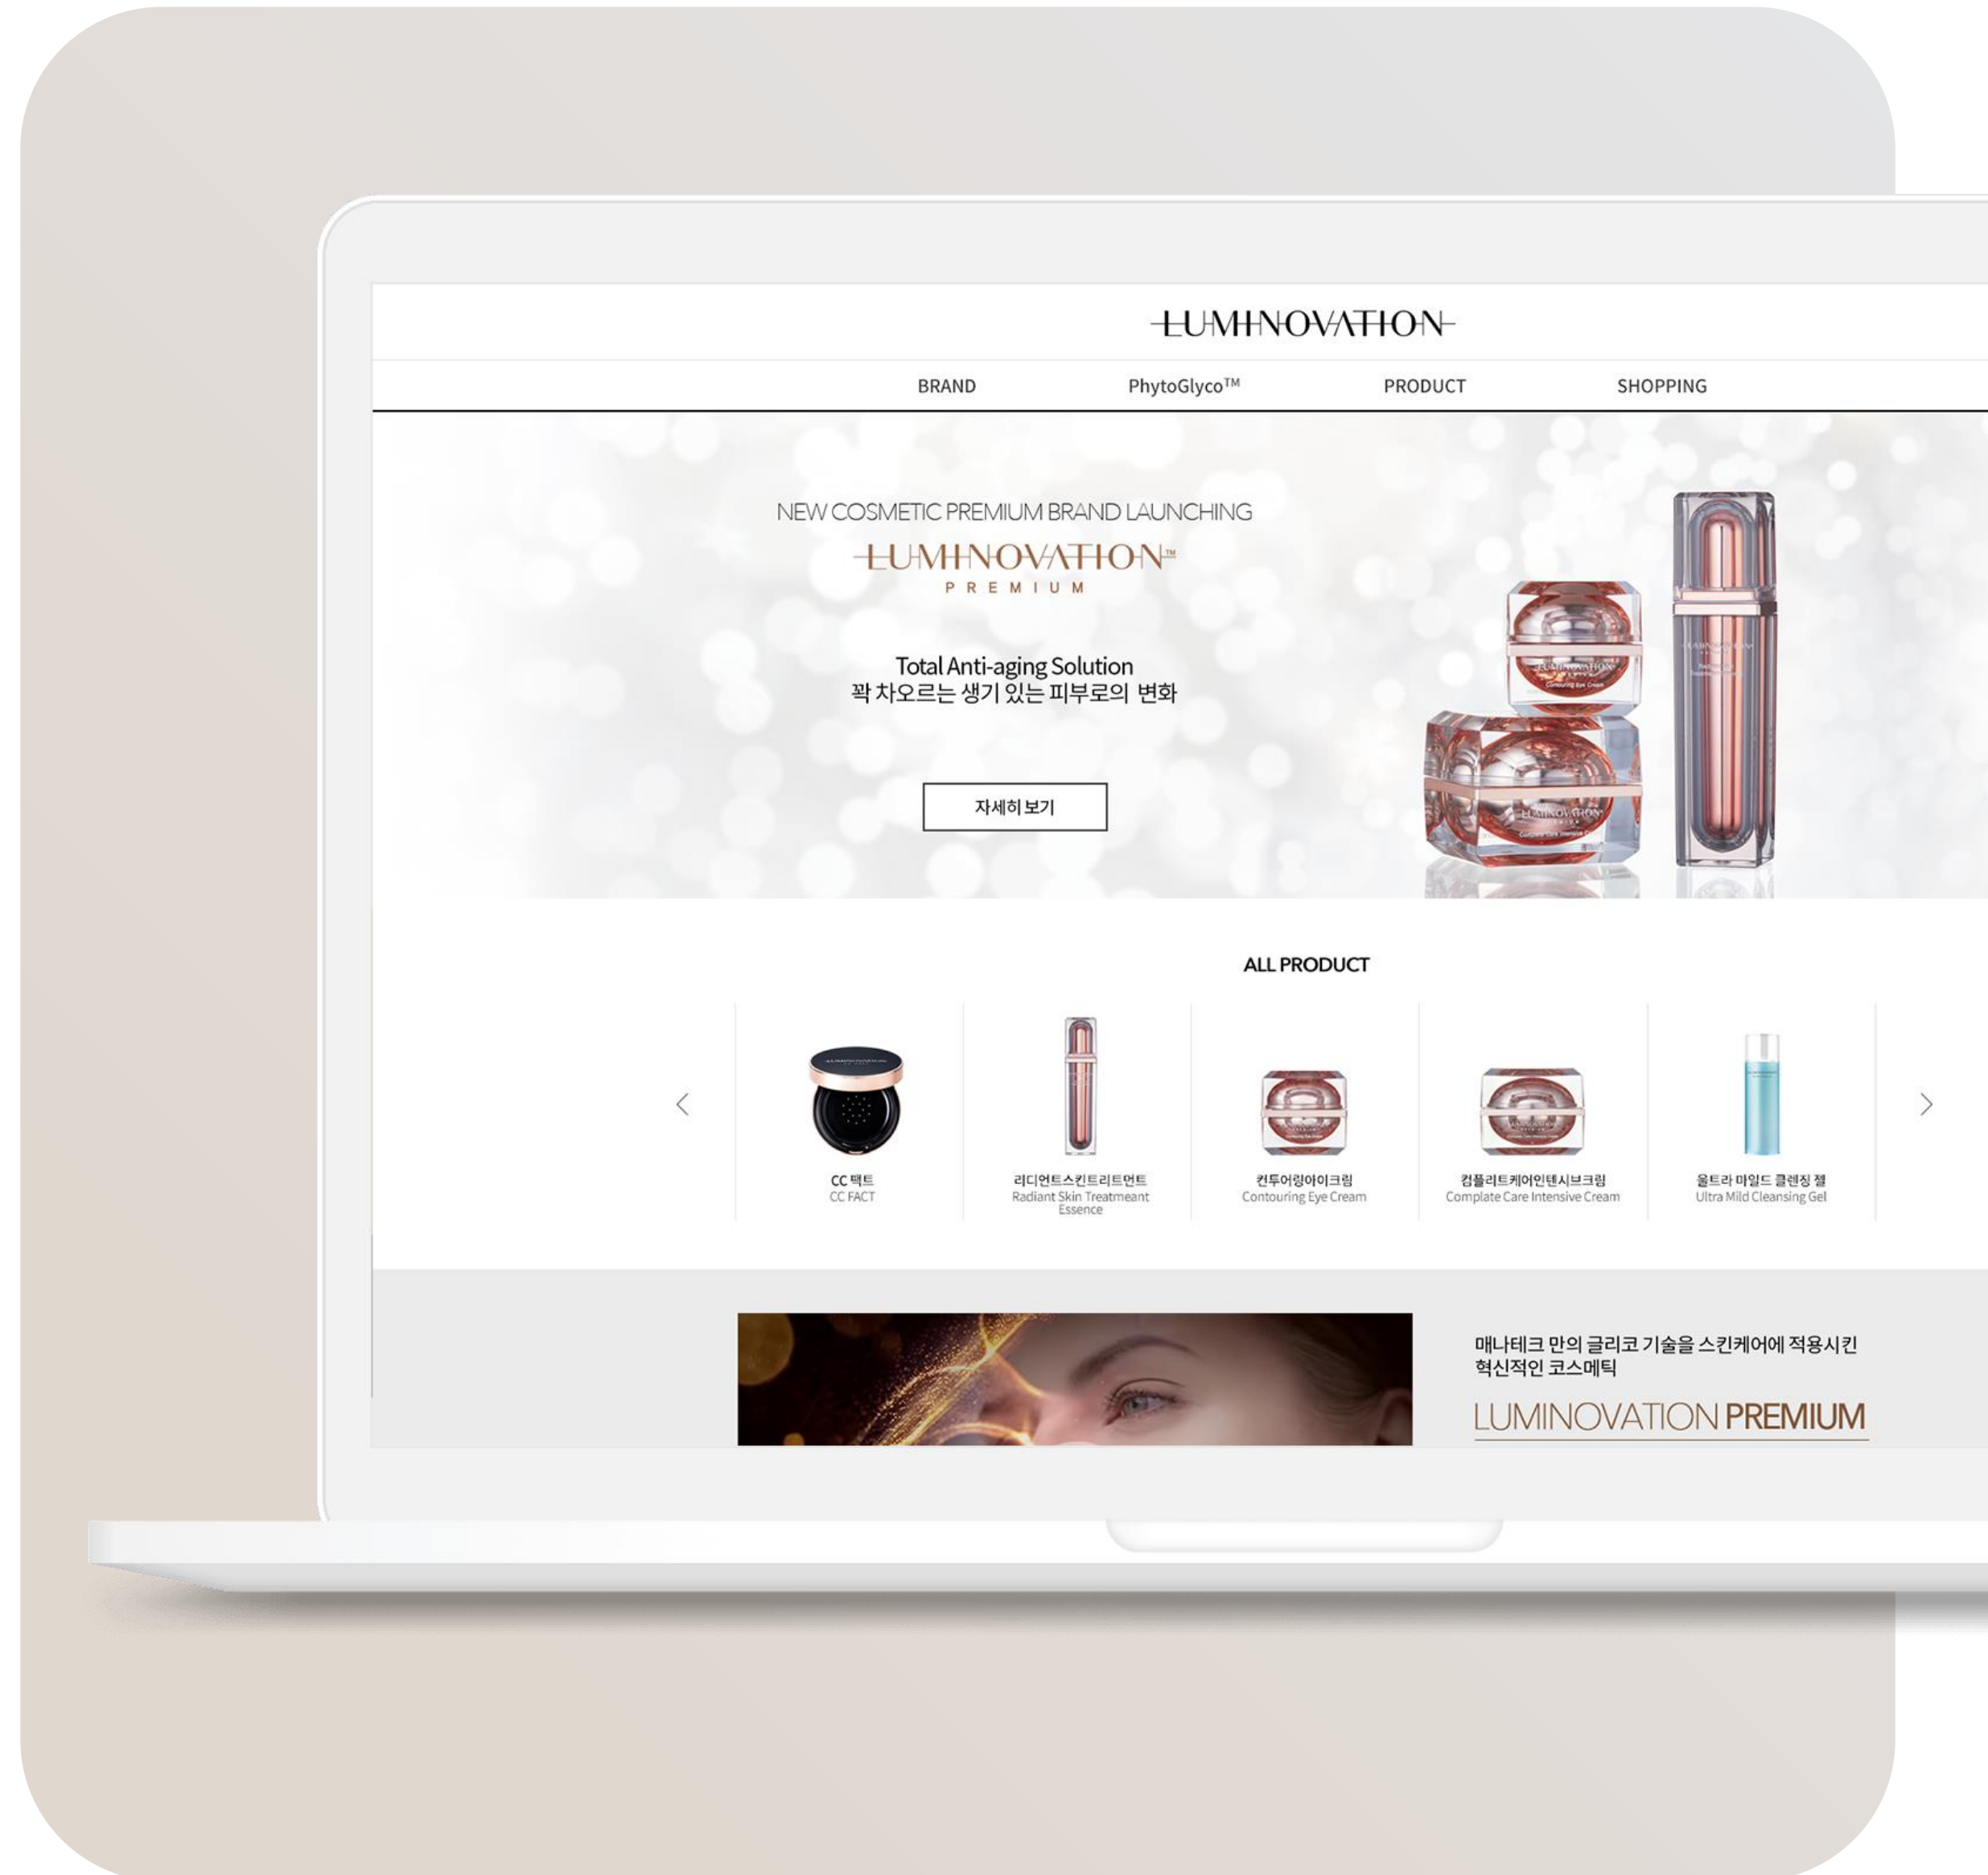 LUMINOVATION
BRAND
PhytoGlyco™
PRODUCT
SHOPPING
NEW COSMETIC PREMIUM BRAND LAUNCHING
LUMINOVATION™
PREMIUM
Total Anti-aging Solution
꽉 차오르는 생기 있는 피부로의 변화
자세히 보기
LUMINOVATION
Contouring Eye Cream
LUMINOVATION
ALL PRODUCT
CC 팩트
CC FACT
리디언트스킨트리트먼트
Radiant Skin Treatmeant
Essence
컨투어링아이크림
Contouring Eye Cream
컴플리트케어인텐시브크림
Complate Care Intensive Cream
울트라 마일드 클렌징 젤
Ultra Mild Cleansing Gel
매나테크 만의 글리코 기술을 스킨케어에 적용시킨
혁신적인 코스메틱
LUMINOVATION PREMIUM